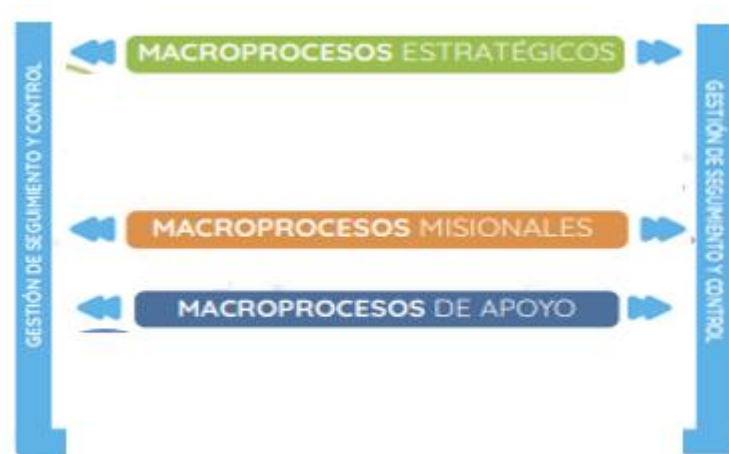 GESTIÓN DE SEGUIMIENTO Y CONTROL
MACROPROCESOS ESTRATÉGICOS
MACROPROCESOS MISIONALES
MACROPROCESOS DE APOYO
GESTIÓN DE SEGUIMIENTO Y CONTROL